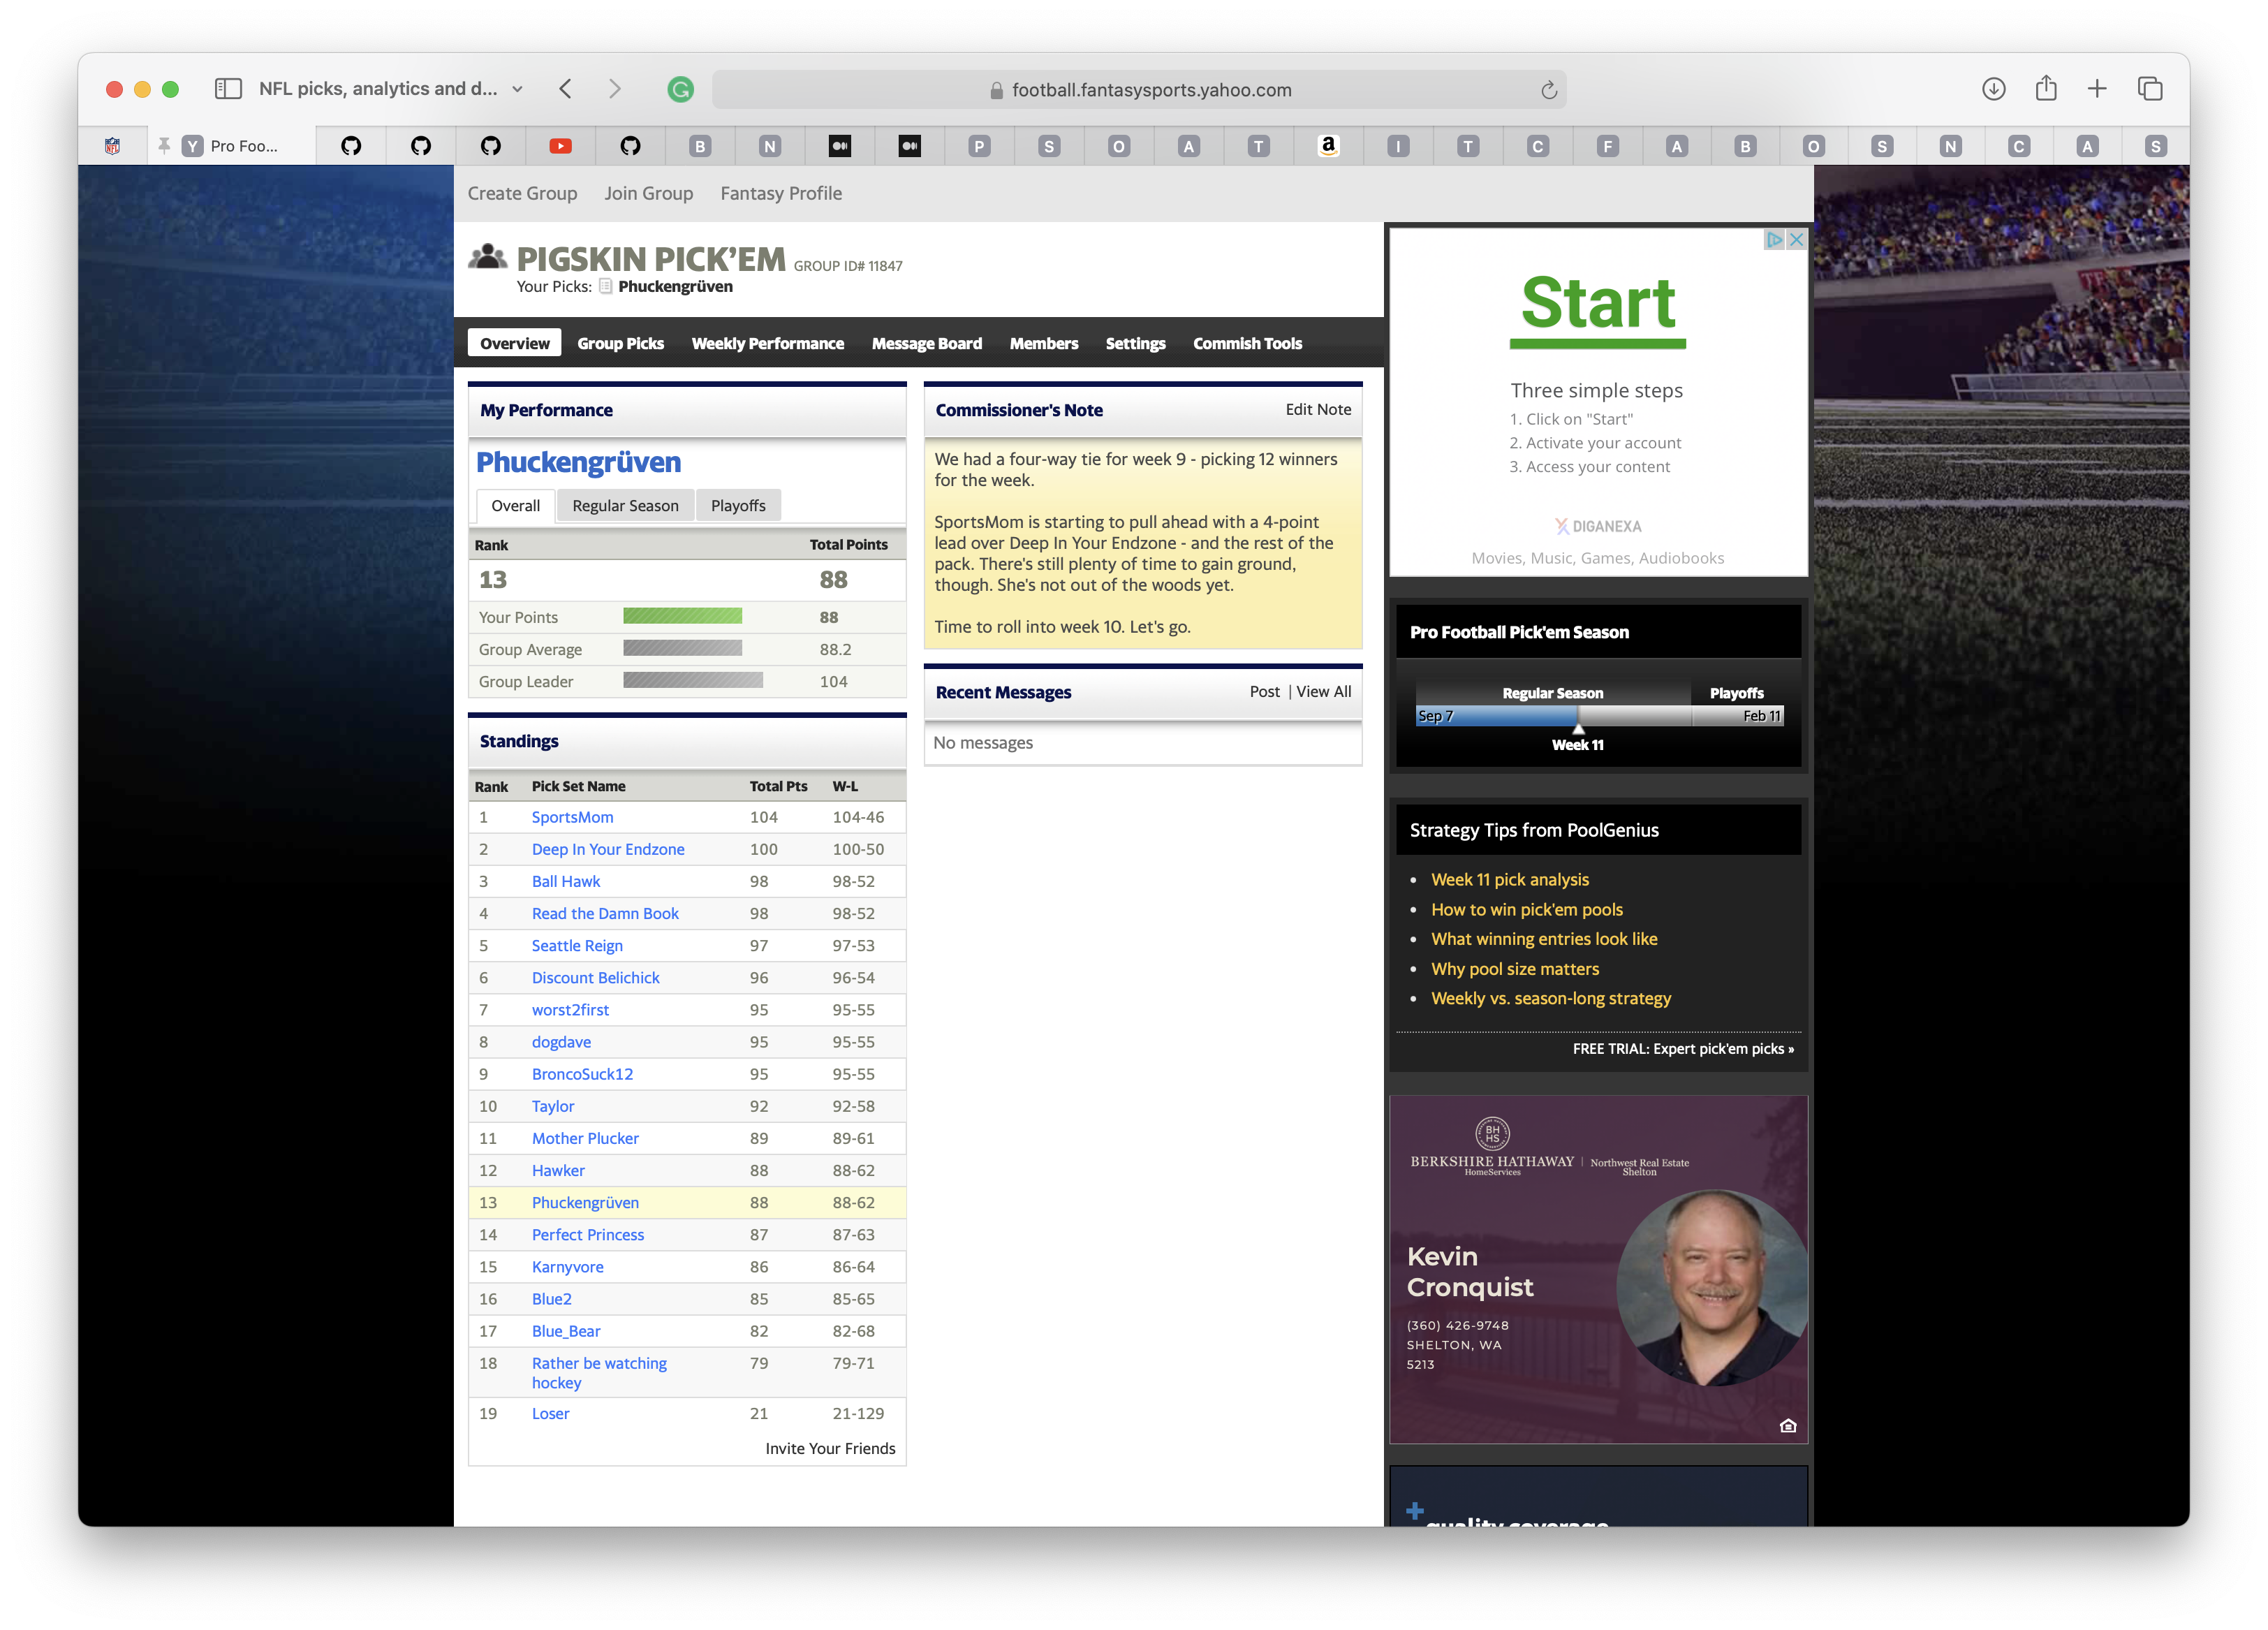 NFL picks, analytics and d...
football.fantasysports.yahoo.com
Y Pro Foo... B N P S O A T a I T C F A B O S N C A S
Create Group Join Group Fantasy Profile
PIGSKIN PICK'EM GROUP ID# 11847
Your Picks: Phuckengrüven
Overview Group Picks Weekly Performance Message Board Members Settings Commish Tools
My Performance
Phuckengrüven
Overall Regular Season Playoffs
Rank Total Points
13 88
Your Points 88
Group Average 88.2
Group Leader 104
Standings
Rank Pick Set Name Total Pts W-L
1 SportsMom 104 104-46
2 Deep In Your Endzone 100 100-50
3 Ball Hawk 98 98-52
4 Read the Damn Book 98 98-52
5 Seattle Reign 97 97-53
6 Discount Belichick 96 96-54
7 worst2first 95 95-55
8 dogdave 95 95-55
9 BroncoSuck12 95 95-55
10 Taylor 92 92-58
11 Mother Plucker 89 89-61
12 Hawker 88 88-62
13 Phuckengrüven 88 88-62
14 Perfect Princess 87 87-63
15 Karnyvore 86 86-64
16 Blue2 85 85-65
17 Blue_Bear 82 82-68
18 Rather be watching 79 79-71
hockey
19 Loser 21 21-129
Invite Your Friends
Commissioner's Note Edit Note
We had a four-way tie for week 9 - picking 12 winners
for the week.
SportsMom is starting to pull ahead with a 4-point
lead over Deep In Your Endzone - and the rest of the
pack. There's still plenty of time to gain ground,
though. She's not out of the woods yet.
Time to roll into week 10. Let's go.
Recent Messages Post | View All
No messages
Start
Three simple steps
1. Click on "Start"
2. Activate your account
3. Access your content
DIGANEXA
Movies, Music, Games, Audiobooks
Pro Football Pick'em Season
Regular Season Playoffs
Sep 7 Feb 11
Week 11
Strategy Tips from PoolGenius
• Week 11 pick analysis
• How to win pick'em pools
• What winning entries look like
• Why pool size matters
• Weekly vs. season-long strategy
FREE TRIAL: Expert pick'em picks »
BH
HS
BERKSHIRE HATHAWAY | Northwest Real Estate
HomeServices Shelton
Kevin
Cronquist
(360) 426-9748
SHELTON, WA
5213
quality coverage